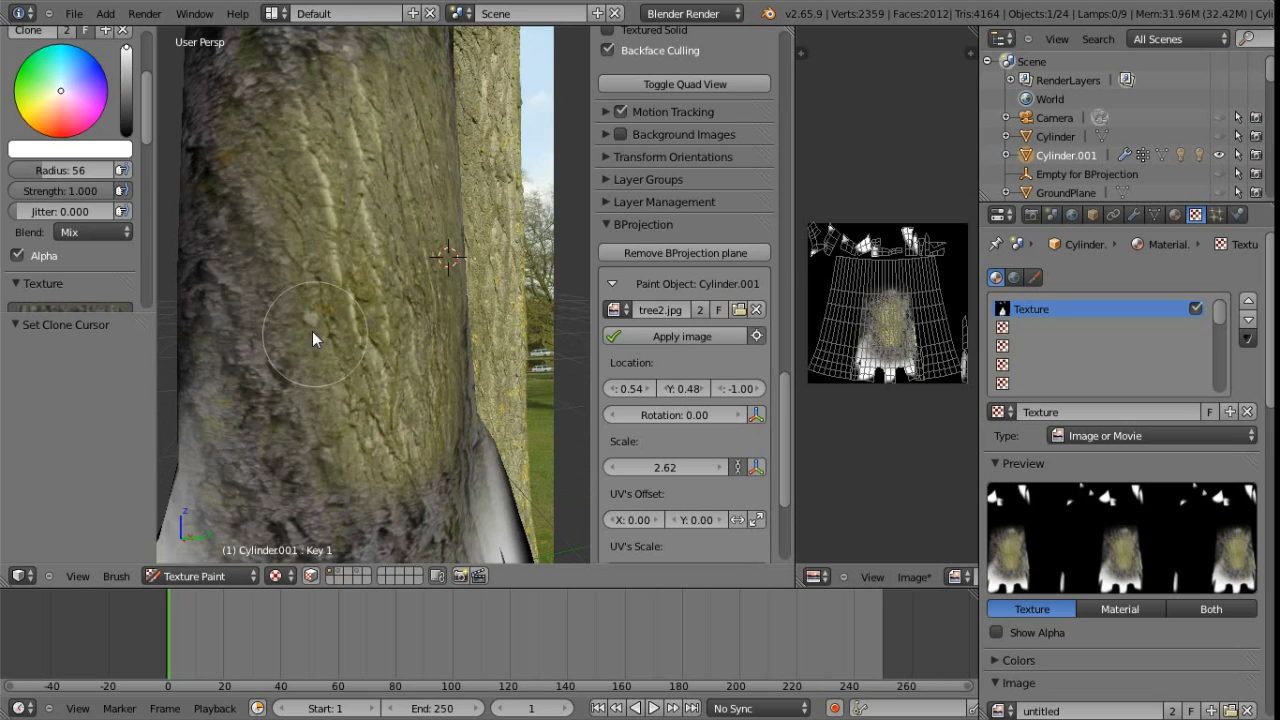 File Add Render Window Help Default Scene Blender Render v2.65.9 | Verts:2359 | Faces:2012| Tris:4164 | Objects:1/24 | Lamps:0/9 | Mem:31.96M (32.42M) | Cyli
Clone 2 F
Radius: 56
Strength: 1.000
Jitter: 0.000
Blend: Mix
Alpha
Texture
Set Clone Cursor
User Persp
z
(1) Cylinder.001 : Key 1
View Brush Texture Paint
Textured Solid
Backface Culling
Toggle Quad View
Motion Tracking
Background Images
Transform Orientations
Layer Groups
Layer Management
BProjection
Remove BProjection plane
Paint Object: Cylinder.001
tree2.jpg 2 F
Apply image
Location:
: 0.54 Y: 0.48 : -1.00
Rotation: 0.00
Scale:
2.62
UV's Offset:
X: 0.00 Y: 0.00
UV's Scale:
View Image*
View Search All Scenes
Scene
RenderLayers
World
Camera
Cylinder
Cylinder.001
Empty for BProjection
GroundPlane
Cylinder. Material. Textu
Texture
Texture F
Type: Image or Movie
Preview
Texture Material Both
Show Alpha
Colors
Image
untitled 2 F
-40 -20 0 20 40 60 80 100 120 140 160 180 200 220 240 260
View Marker Frame Playback Start: 1 End: 250 1 No Sync